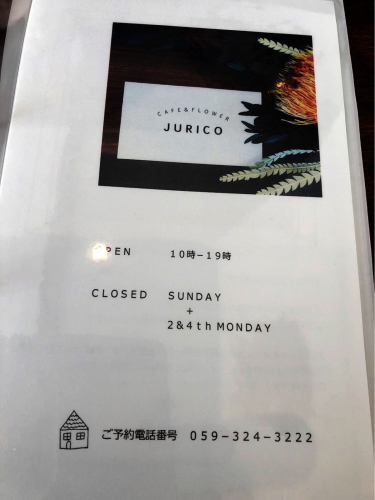 CAFE&FLOWER
JURICO
OPEN 10時–19時
CLOSED SUNDAY
+
2&4th MONDAY
ご予約電話番号 059–324–3222